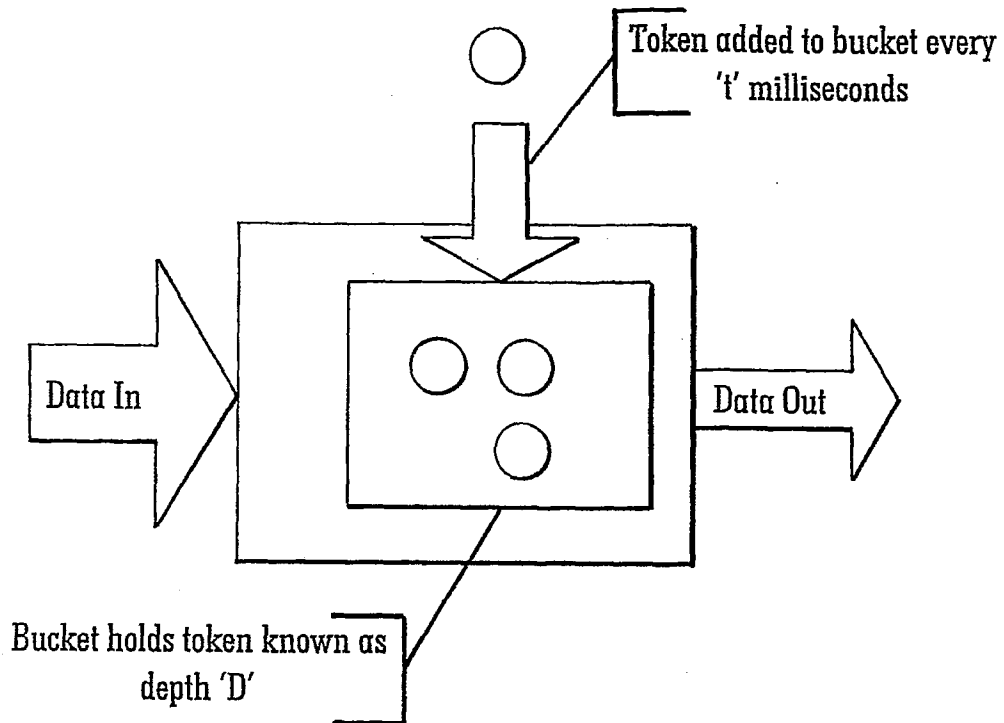 Token added to bucket every
't' milliseconds
Data In
Data Out
Bucket holds token known as
depth 'D'